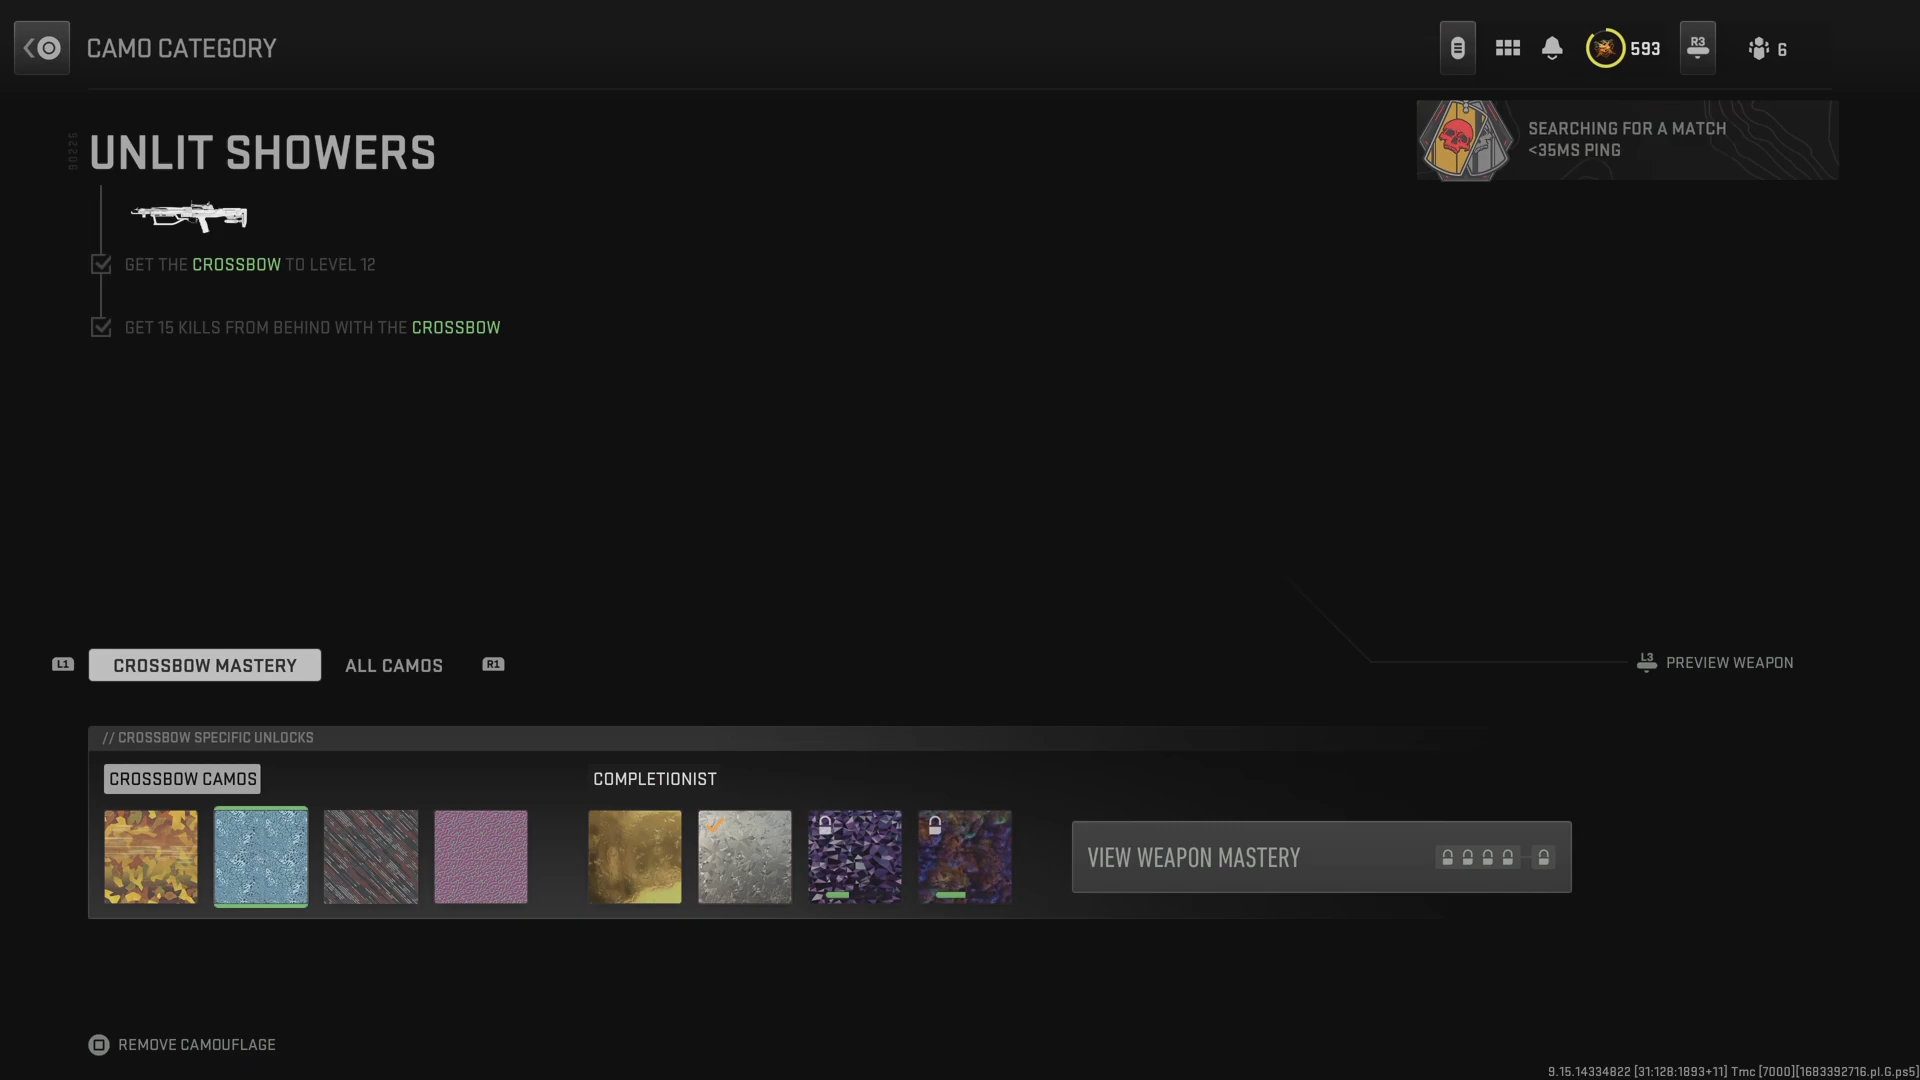 CAMO CATEGORY
593
R3
6
SEARCHING FOR A MATCH
<35MS PING
UNLIT SHOWERS
GET THE CROSSBOW TO LEVEL 12
GET 15 KILLS FROM BEHIND WITH THE CROSSBOW
L1
CROSSBOW MASTERY
ALL CAMOS
R1
L3
PREVIEW WEAPON
// CROSSBOW SPECIFIC UNLOCKS
CROSSBOW CAMOS
COMPLETIONIST
VIEW WEAPON MASTERY
REMOVE CAMOUFLAGE
9.15.14334822 [31:128:1893+11] Tmc [7000][1683392716.pl.G.ps5]